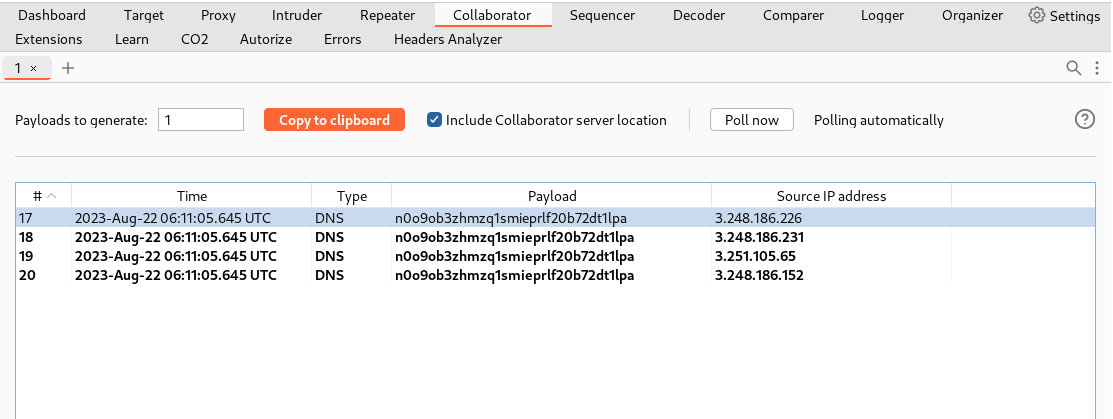 Dashboard Target Proxy Intruder Repeater Collaborator Sequencer Decoder Comparer Logger Organizer Settings
Extensions Learn CO2 Autorize Errors Headers Analyzer
1 ×
Payloads to generate: 1 Copy to clipboard Include Collaborator server location Poll now Polling automatically
# Time Type Payload Source IP address
17 2023-Aug-22 06:11:05.645 UTC DNS n0o9ob3zhmzq1smieprlf20b72dt1lpa 3.248.186.226
18 2023-Aug-22 06:11:05.645 UTC DNS n0o9ob3zhmzq1smieprlf20b72dt1lpa 3.248.186.231
19 2023-Aug-22 06:11:05.645 UTC DNS n0o9ob3zhmzq1smieprlf20b72dt1lpa 3.251.105.65
20 2023-Aug-22 06:11:05.645 UTC DNS n0o9ob3zhmzq1smieprlf20b72dt1lpa 3.248.186.152